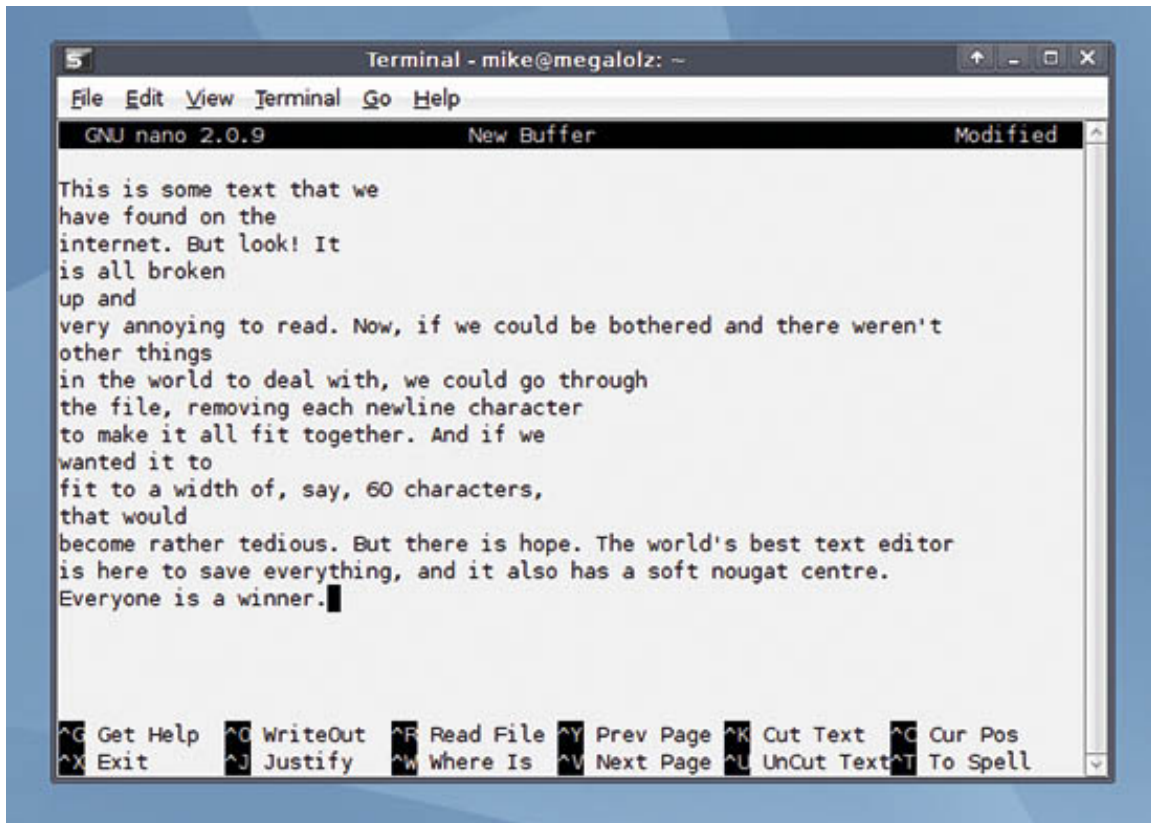 Terminal - mike@megalolz: ~
File Edit View Terminal Go Help
GNU nano 2.0.9 New Buffer Modified
This is some text that we
have found on the
internet. But look! It
is all broken
up and
very annoying to read. Now, if we could be bothered and there weren't
other things
in the world to deal with, we could go through
the file, removing each newline character
to make it all fit together. And if we
wanted it to
fit to a width of, say, 60 characters,
that would
become rather tedious. But there is hope. The world's best text editor
is here to save everything, and it also has a soft nougat centre.
Everyone is a winner.
^G Get Help ^O WriteOut ^R Read File ^Y Prev Page ^K Cut Text ^C Cur Pos
^X Exit ^J Justify ^W Where Is ^V Next Page ^U UnCut Text ^T To Spell